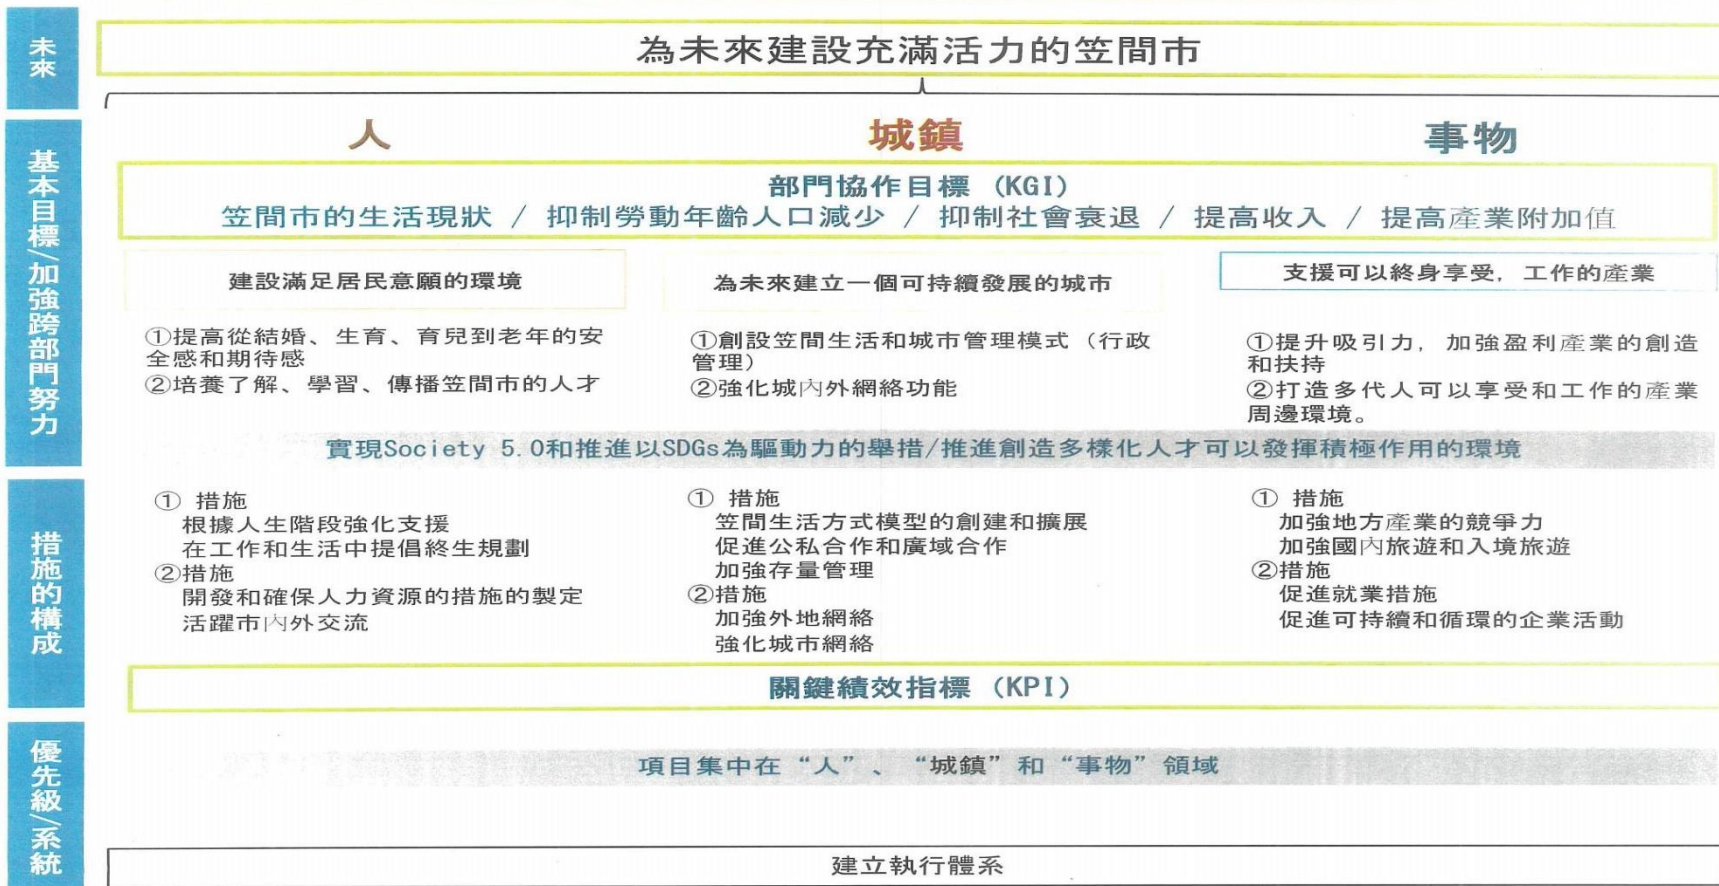 未來
為未來建設充滿活力的笠間市
基本目標/加強跨部門努力
人
城鎮
事物
部門協作目標 (KGI)
笠間市的生活現狀 / 抑制勞動年齡人口減少 / 抑制社會衰退 / 提高收入 / 提高產業附加值
建設滿足居民意願的環境
①提高從結婚、生育、育兒到老年的安
全感和期待感
②培養了解、學習、傳播笠間市的人才
為未來建立一個可持續發展的城市
①創設笠間生活和城市管理模式（行政
管理）
②強化城内外網絡功能
支援可以終身享受，工作的產業
①提升吸引力，加強盈利產業的創造
和扶持
②打造多代人可以享受和工作的產業
周邊環境。
實現Society 5.0和推進以SDGs為驅動力的舉措/推進創造多樣化人才可以發揮積極作用的環境
措施的構成
① 措施
根據人生階段強化支援
在工作和生活中提倡終生規劃
②措施
開發和確保人力資源的措施的製定
活躍市内外交流
① 措施
笠間生活方式模型的創建和擴展
促進公私合作和廣域合作
加強存量管理
②措施
加強外地網絡
強化城市網絡
① 措施
加強地方產業的競爭力
加強國内旅遊和入境旅遊
②措施
促進就業措施
促進可持續和循環的企業活動
關鍵績效指標 (KPI)
優先級/系統
項目集中在“人”、“城鎮”和“事物”領域
建立執行體系